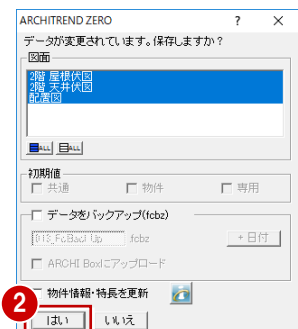 ARCHITREND ZERO ? ×
データが変更されています。保存しますか？
図面
2階 屋根伏図
2階 天井伏図
配置図
ALL ALL
初期値
共通 物件 専用
データをバックアップ(fcbz)
fcbz +日付
ARCHI Boxにアップロード
物件情報・特長を更新
2
はい いいえ